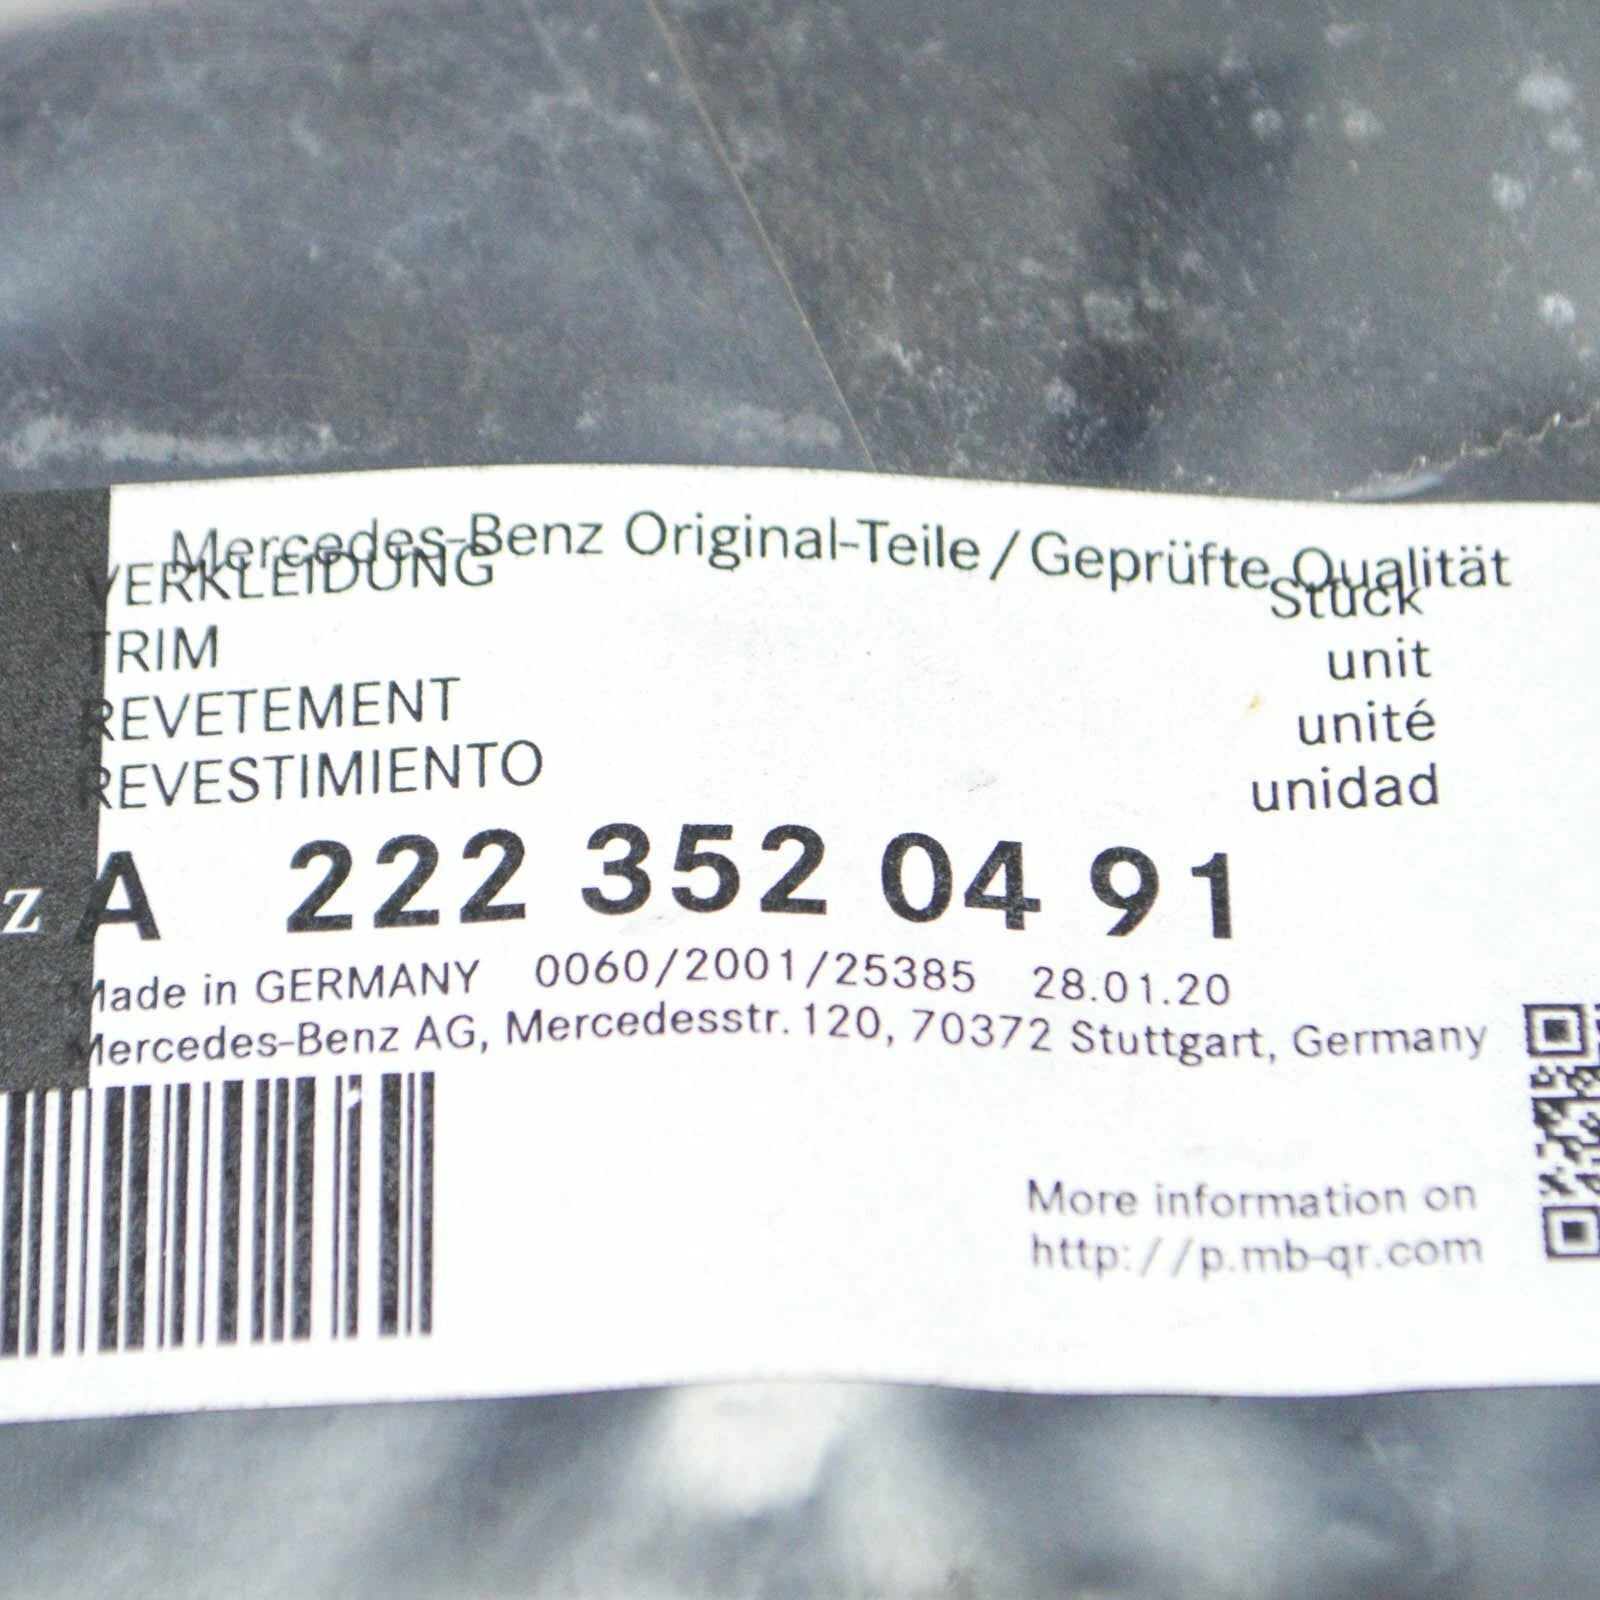 Mercedes-Benz Original-Teile / Geprüfte Qualität
VERKLEIDUNG Stück
TRIM unit
REVETEMENT unité
REVESTIMIENTO unidad
z A 222 352 04 91
Made in GERMANY 0060/2001/25385 28.01.20
Mercedes-Benz AG, Mercedesstr. 120, 70372 Stuttgart, Germany
More information on
http://p.mb-qr.com